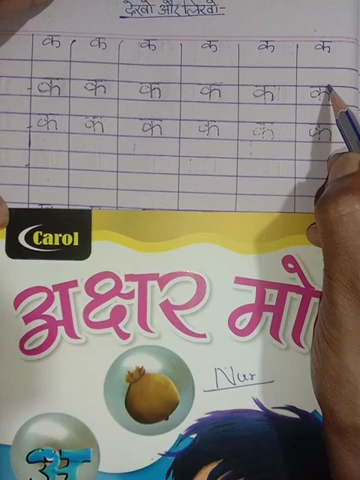 देखो और लिखो-
क क क क क क
क क क क क क
क क क क क क
Carol
अक्षर मो
Nur
अ